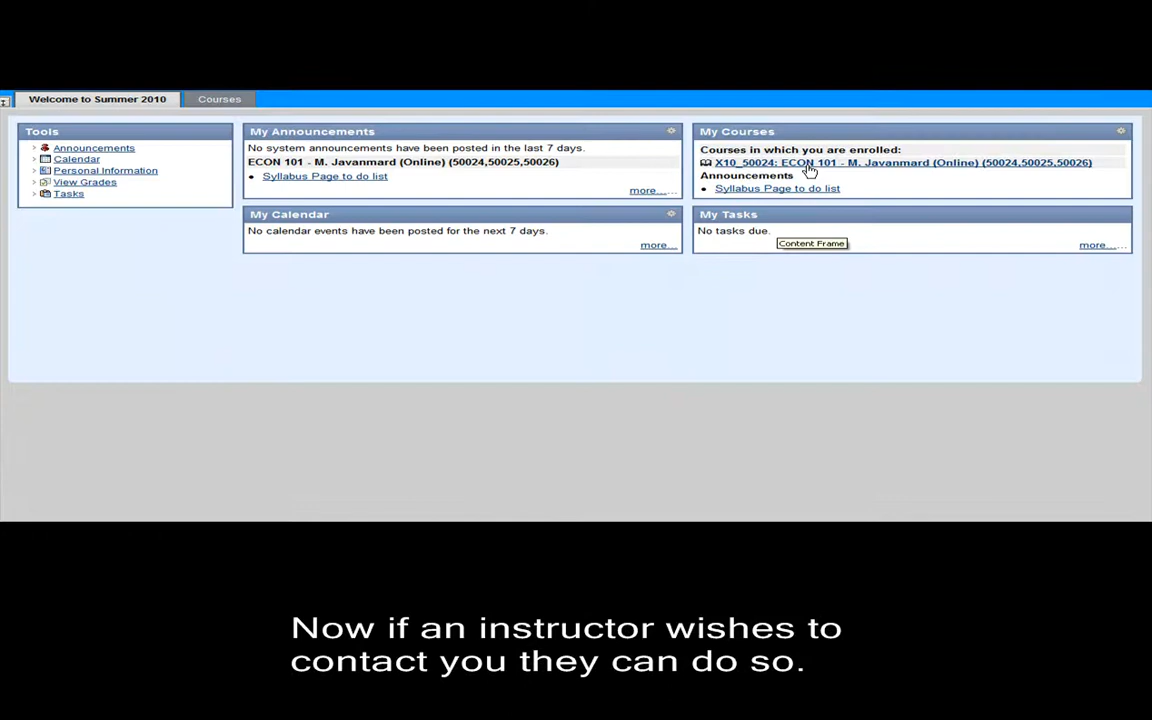 Welcome to Summer 2010
Courses
Tools
Announcements
Calendar
Personal Information
View Grades
Tasks
My Announcements
No system announcements have been posted in the last 7 days.
ECON 101 - M. Javanmard (Online) (50024,50025,50026)
Syllabus Page to do list
more...
My Calendar
No calendar events have been posted for the next 7 days.
more...
My Courses
Courses in which you are enrolled:
X10_50024: ECON 101 - M. Javanmard (Online) (50024,50025,50026)
Announcements
Syllabus Page to do list
My Tasks
No tasks due.
Content Frame
more...
Now if an instructor wishes to
contact you they can do so.